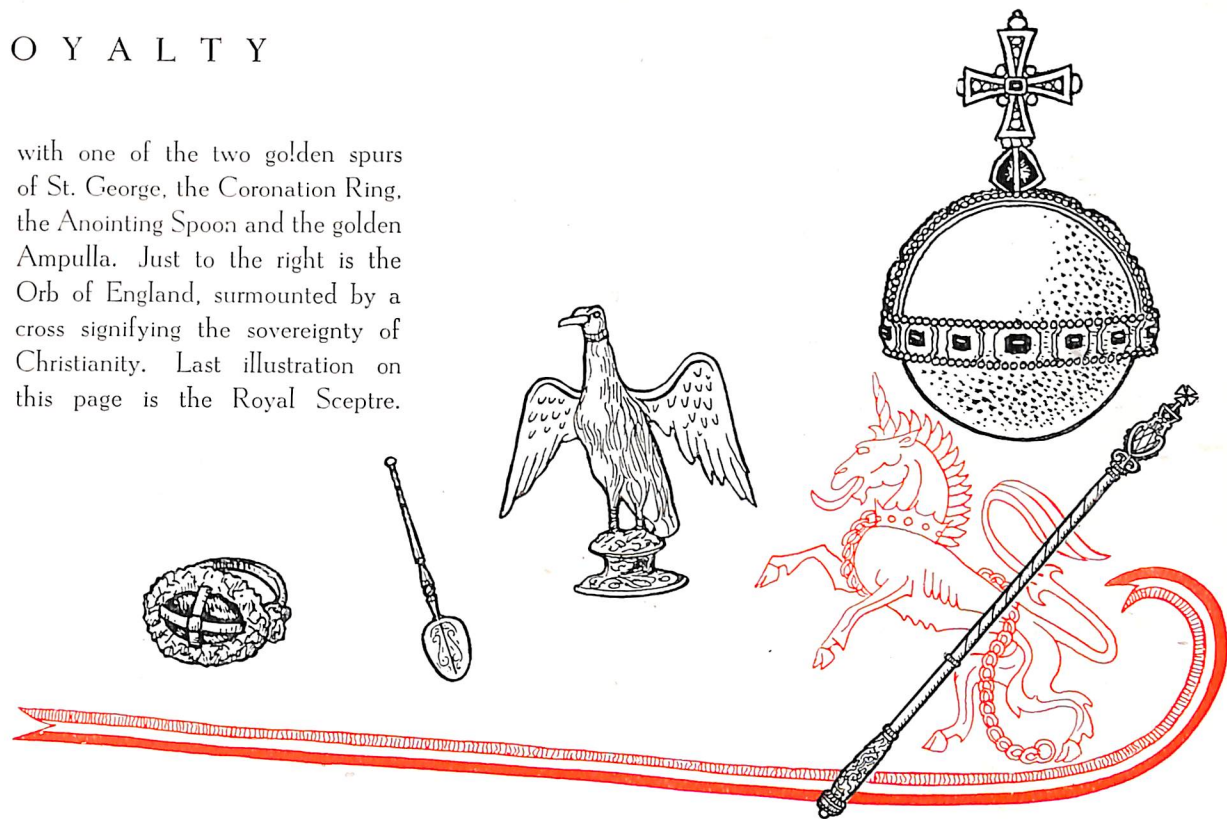 O Y A L T Y
with one of the two golden spurs
of St. George, the Coronation Ring,
the Anointing Spoon and the golden
Ampulla. Just to the right is the
Orb of England, surmounted by a
cross signifying the sovereignty of
Christianity. Last illustration on
this page is the Royal Sceptre.